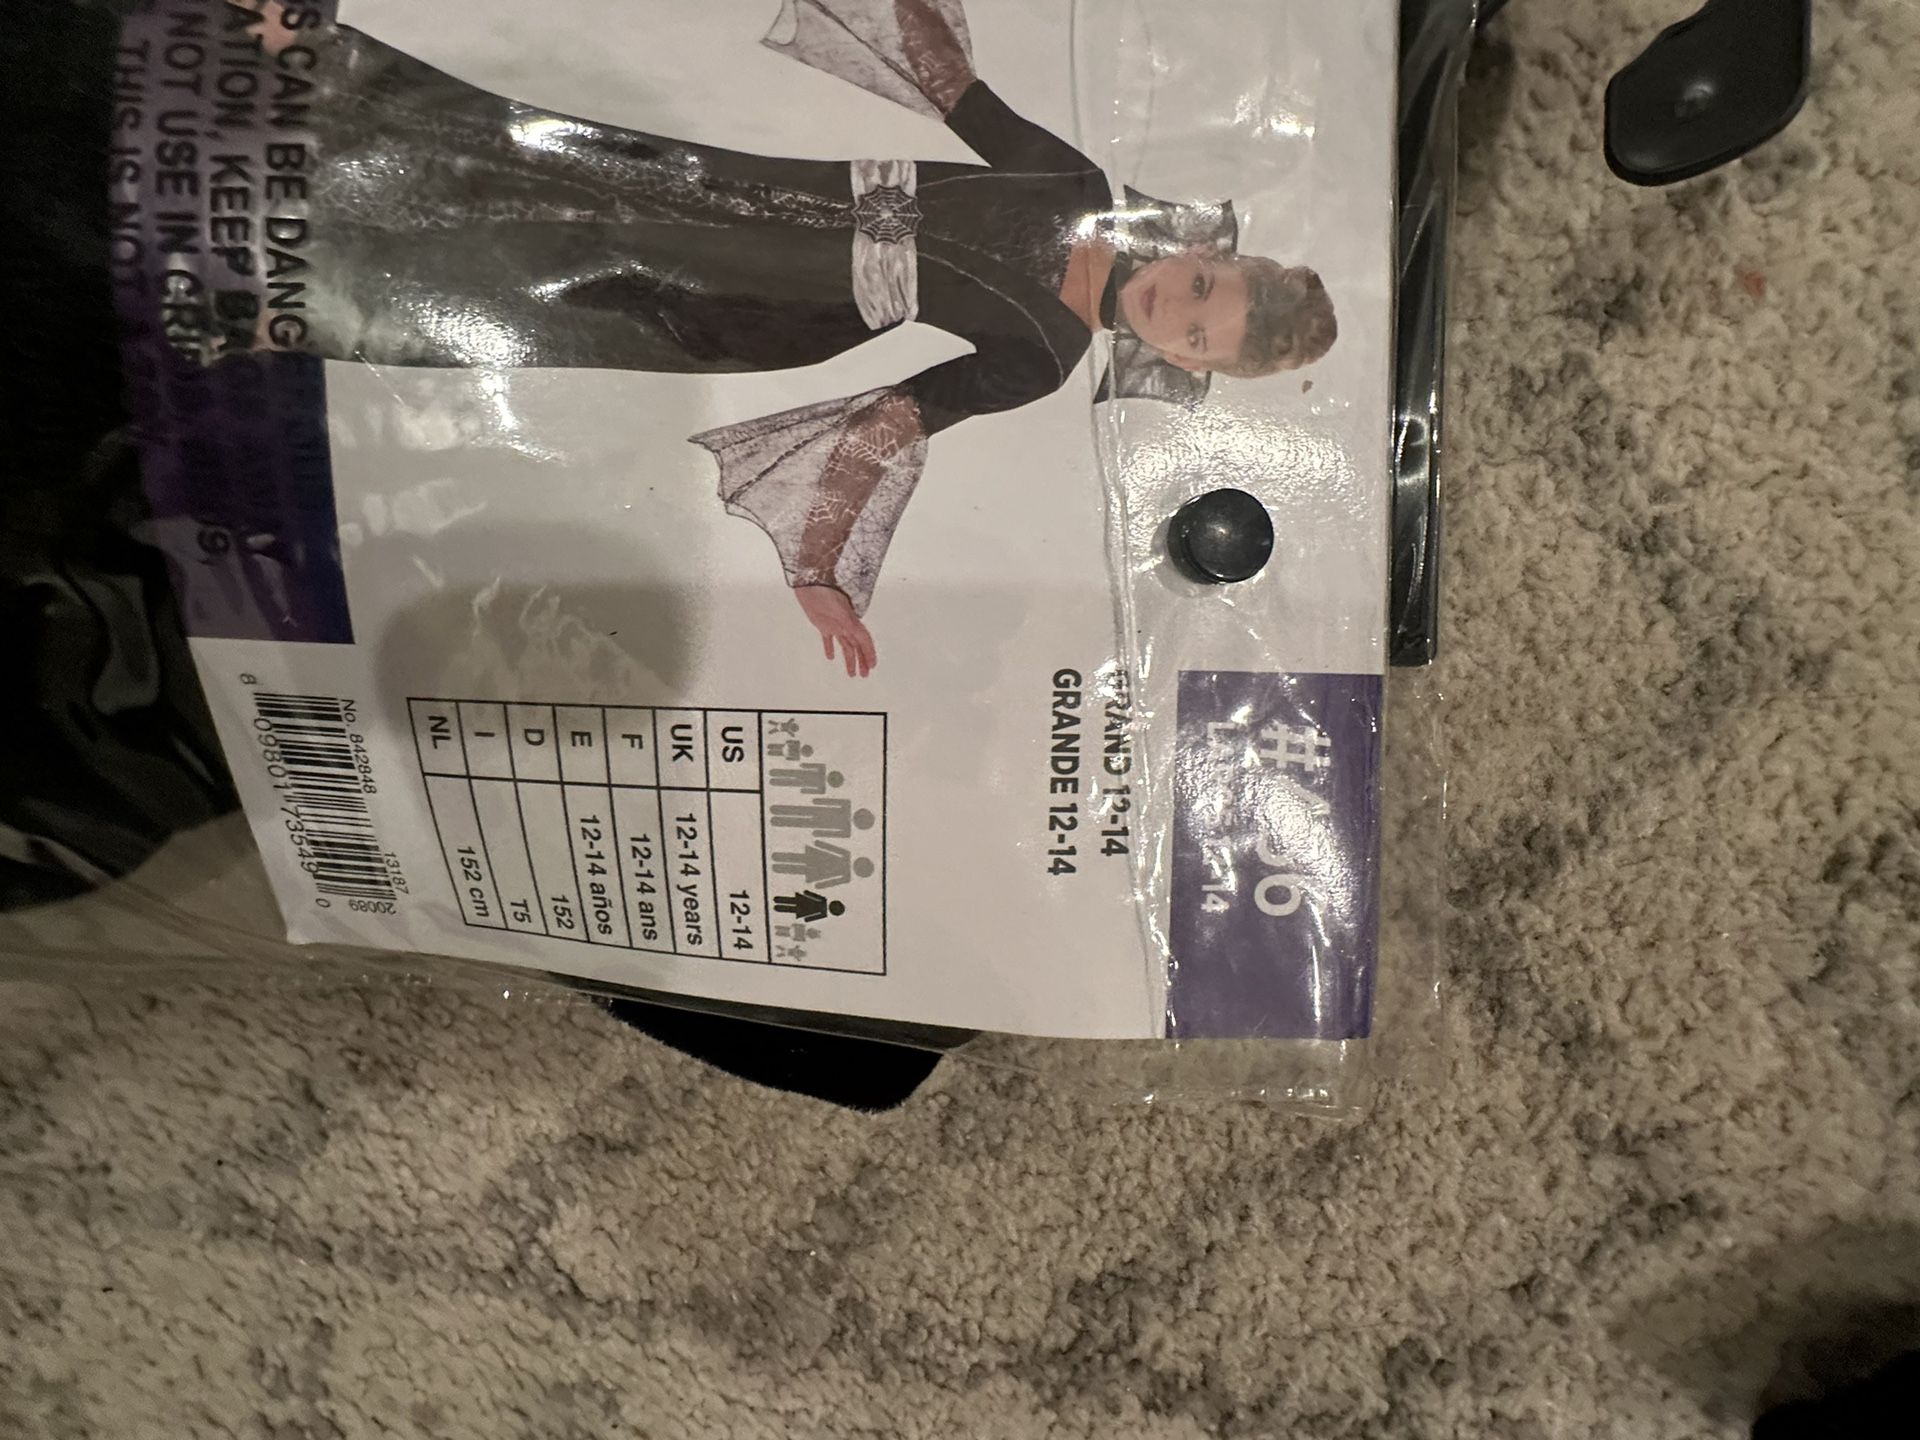 GRAND 12-14
GRANDE 12-14
US 12-14
UK 12-14 years
F 12-14 ans
E 12-14 años
D 152
I T5
NL 152 cm
No. 842848
13187
20089
8 09801 73549 0
S CAN BE DANGE
ATION, KEEP BA
NOT USE IN CRI
THIS IS NOT A